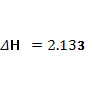 ΔH = 2.133